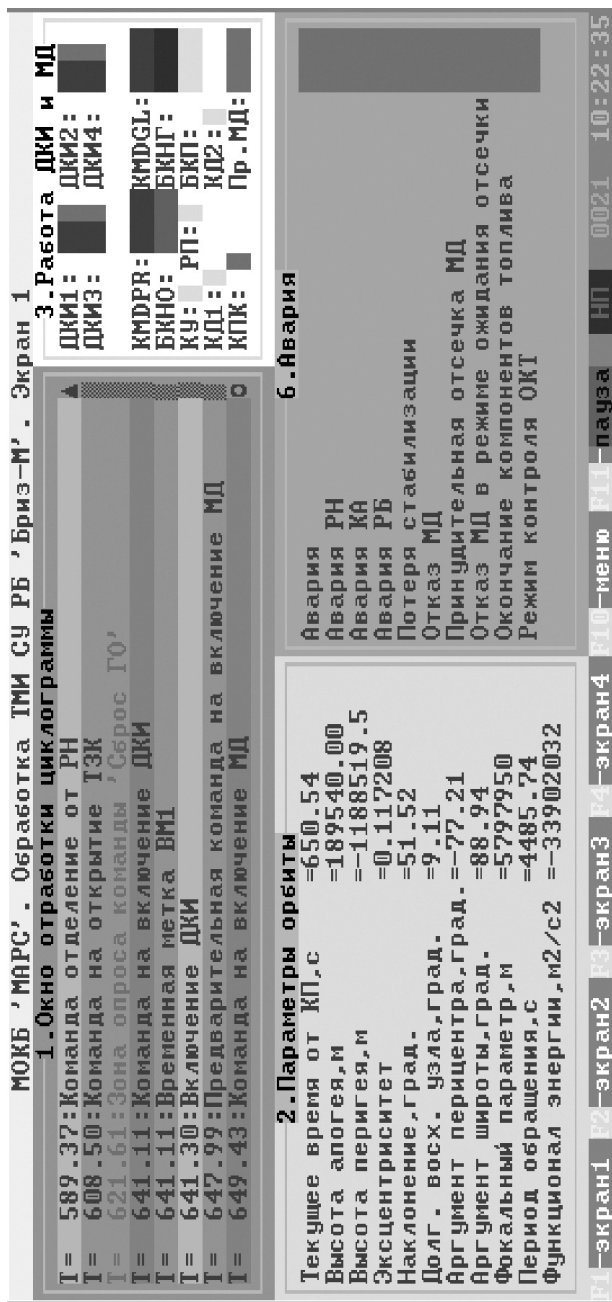 МОКБ 'МАРС'. Обработка ТМИ СУ РБ 'Бриз-М'. Экран 1
1.Окно отработки циклограммы
T= 589.37:Команда отделение от РН
T= 608.50:Команда на открытие ТЗК
T= 621.61:Зона опроса команды 'Сброс ГО'
T= 641.11:Команда на включение ДКИ
T= 641.11:Временная метка ВМ1
T= 641.30:Включение ДКИ
T= 647.99:Предварительная команда на включение МД
T= 649.43:Команда на включение МД
3.Работа ДКИ и МД
ДКИ1: ДКИ2:
ДКИ3: ДКИ4:
KMDPR: KMDGL:
БКНО: БКНГ:
КУ: РП: БКП:
КД1: КД2:
КПК: Пр.МД:
2.Параметры орбиты
Текущее время от КП,с =650.54
Высота апогея,м =189540.00
Высота перигея,м =-1188519.5
Эксцентриситет =0.117208
Наклонение,град. =51.52
Долг. восх. узла,град. =9.11
Аргумент перицентра,град.=-77.21
Аргумент широты,град. =88.94
Фокальный параметр,м =5797950
Период обращения,с =4485.74
Функционал энергии,м2/с2 =-33902032
6.Авария
Авария
Авария РН
Авария КА
Авария РБ
Потеря стабилизации
Отказ МД
Принудительная отсечка МД
Отказ МД в режиме ожидания отсечки
Окончание компонентов топлива
Режим контроля ОКТ
F1-экран1 F2-экран2 F3-экран3 F4-экран4 F10-меню F11-пауза НП 0021 10:22:35